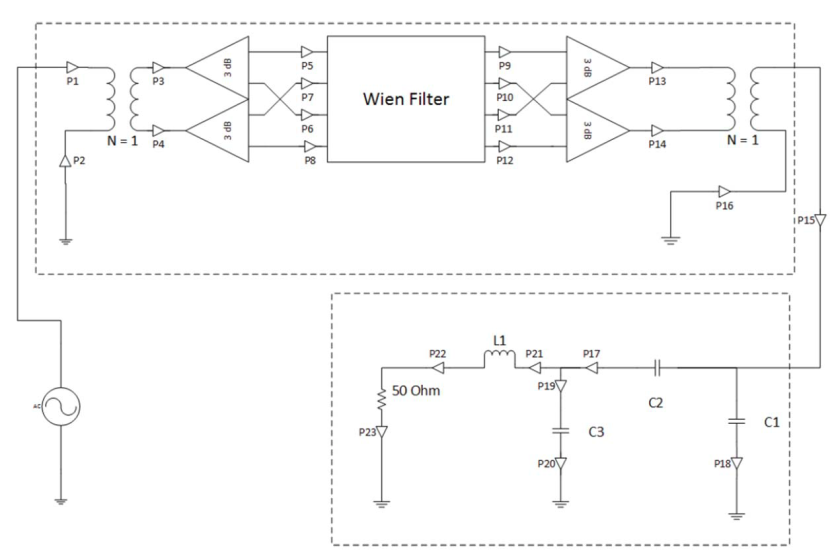 P1
P3
3 dB
P5
P7
Wien Filter
P9
P10
3 dB
P13
N = 1
P4
3 dB
P6
P8
P11
P12
3 dB
P14
N = 1
P2
P16
P15
AC
L1
P22
P21
P17
50 Ohm
P19
C2
P23
C3
C1
P20
P18